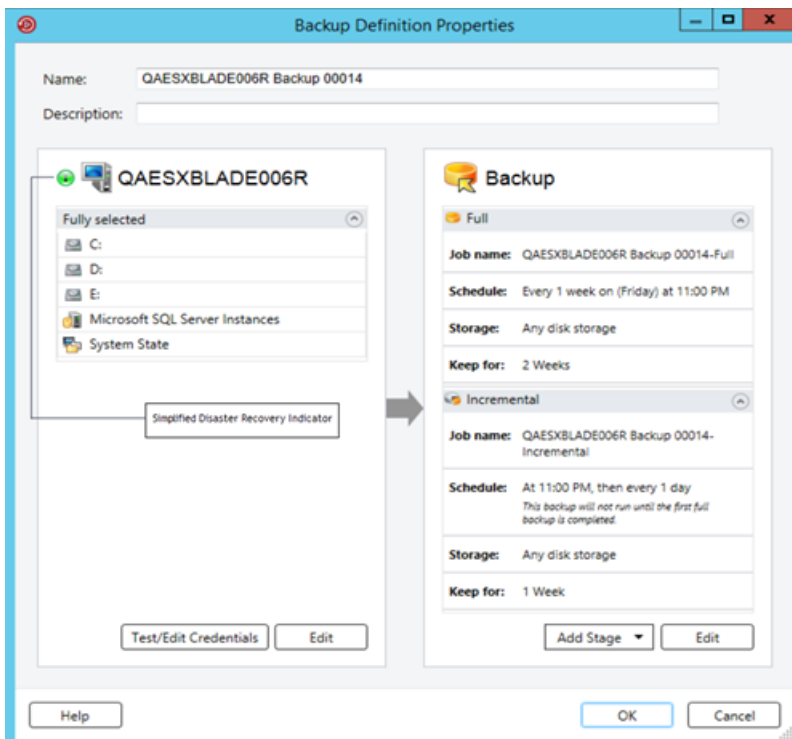 Backup Definition Properties
Name: QAESXBLADE006R Backup 00014
Description:
QAESXBLADE006R
Fully selected
C:
D:
E:
Microsoft SQL Server Instances
System State
Simplified Disaster Recovery Indicator
Test/Edit Credentials Edit
Backup
Full
Job name: QAESXBLADE006R Backup 00014-Full
Schedule: Every 1 week on (Friday) at 11:00 PM
Storage: Any disk storage
Keep for: 2 Weeks
Incremental
Job name: QAESXBLADE006R Backup 00014-
Incremental
Schedule: At 11:00 PM, then every 1 day
This backup will not run until the first full
backup is completed.
Storage: Any disk storage
Keep for: 1 Week
Add Stage Edit
Help OK Cancel